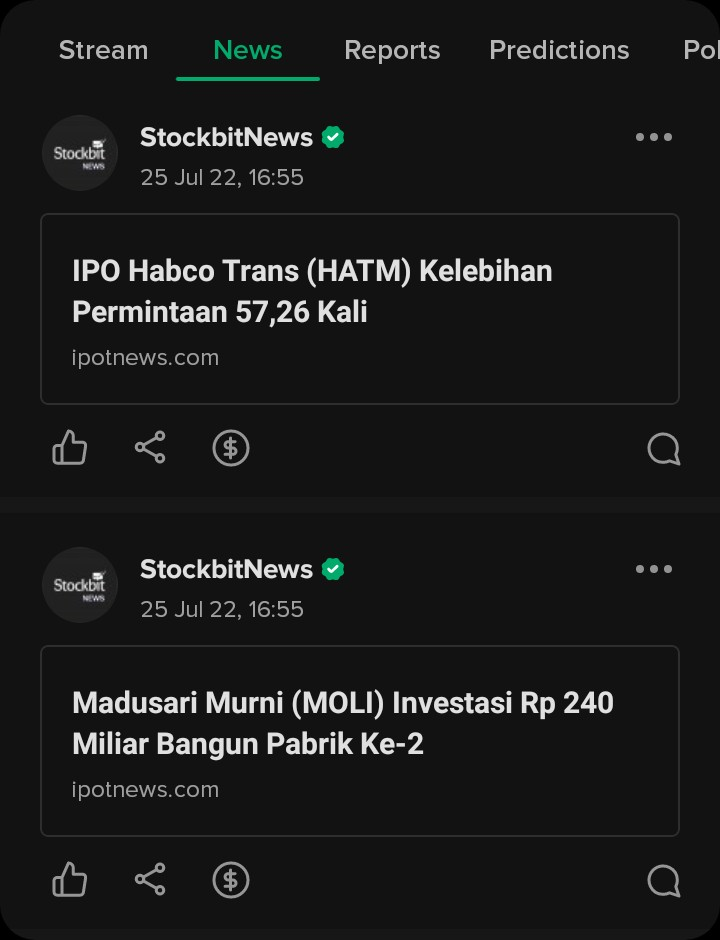 Stream News Reports Predictions Pol
Stockbit
NEWS
StockbitNews
25 Jul 22, 16:55
IPO Habco Trans (HATM) Kelebihan
Permintaan 57,26 Kali
ipotnews.com
Stockbit
NEWS
StockbitNews
25 Jul 22, 16:55
Madusari Murni (MOLI) Investasi Rp 240
Miliar Bangun Pabrik Ke-2
ipotnews.com